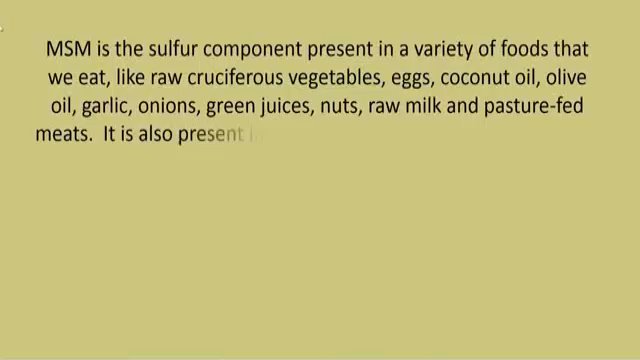 MSM is the sulfur component present in a variety of foods that
we eat, like raw cruciferous vegetables, eggs, coconut oil, olive
oil, garlic, onions, green juices, nuts, raw milk and pasture-fed
meats. It is also present